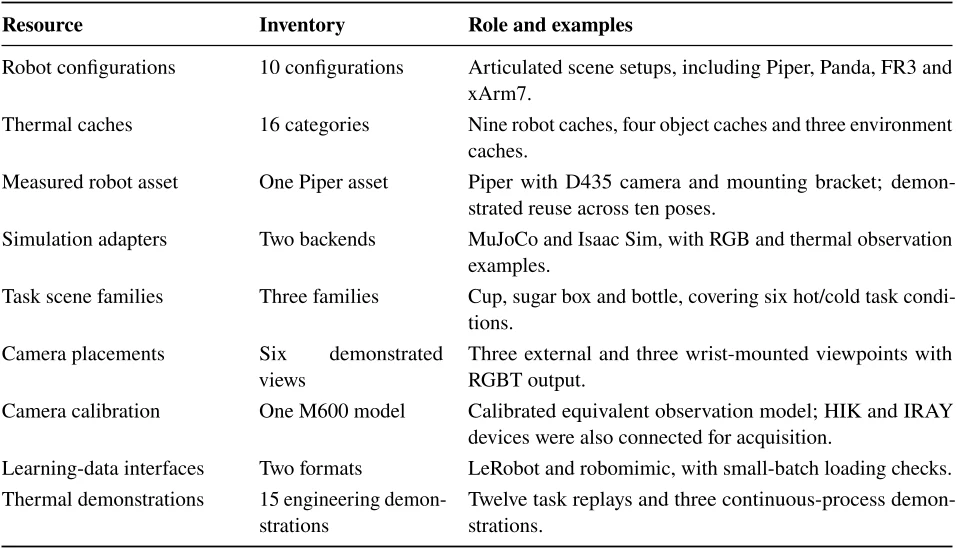 Resource Inventory Role and examples
Robot configurations 10 configurations Articulated scene setups, including Piper, Panda, FR3 and
xArm7.
Thermal caches 16 categories Nine robot caches, four object caches and three environment
caches.
Measured robot asset One Piper asset Piper with D435 camera and mounting bracket; demon-
strated reuse across ten poses.
Simulation adapters Two backends MuJoCo and Isaac Sim, with RGB and thermal observation
examples.
Task scene families Three families Cup, sugar box and bottle, covering six hot/cold task condi-
tions.
Camera placements Six demonstrated Three external and three wrist-mounted viewpoints with
views RGBT output.
Camera calibration One M600 model Calibrated equivalent observation model; HIK and IRAY
devices were also connected for acquisition.
Learning-data interfaces Two formats LeRobot and robomimic, with small-batch loading checks.
Thermal demonstrations 15 engineering demon- Twelve task replays and three continuous-process demon-
strations strations.